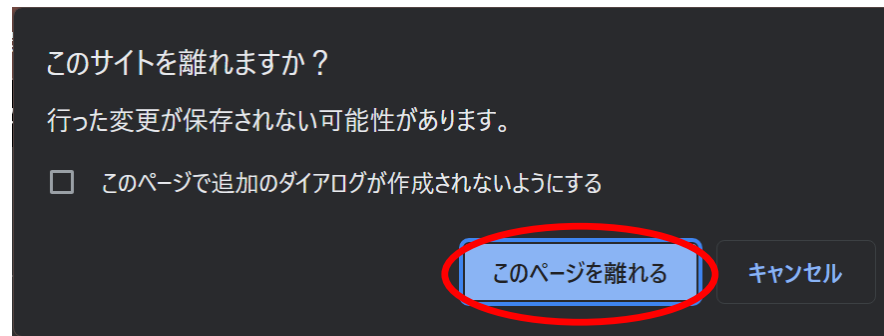 このサイトを離れますか？
行った変更が保存されない可能性があります。
このページで追加のダイアログが作成されないようにする
このページを離れる
キャンセル